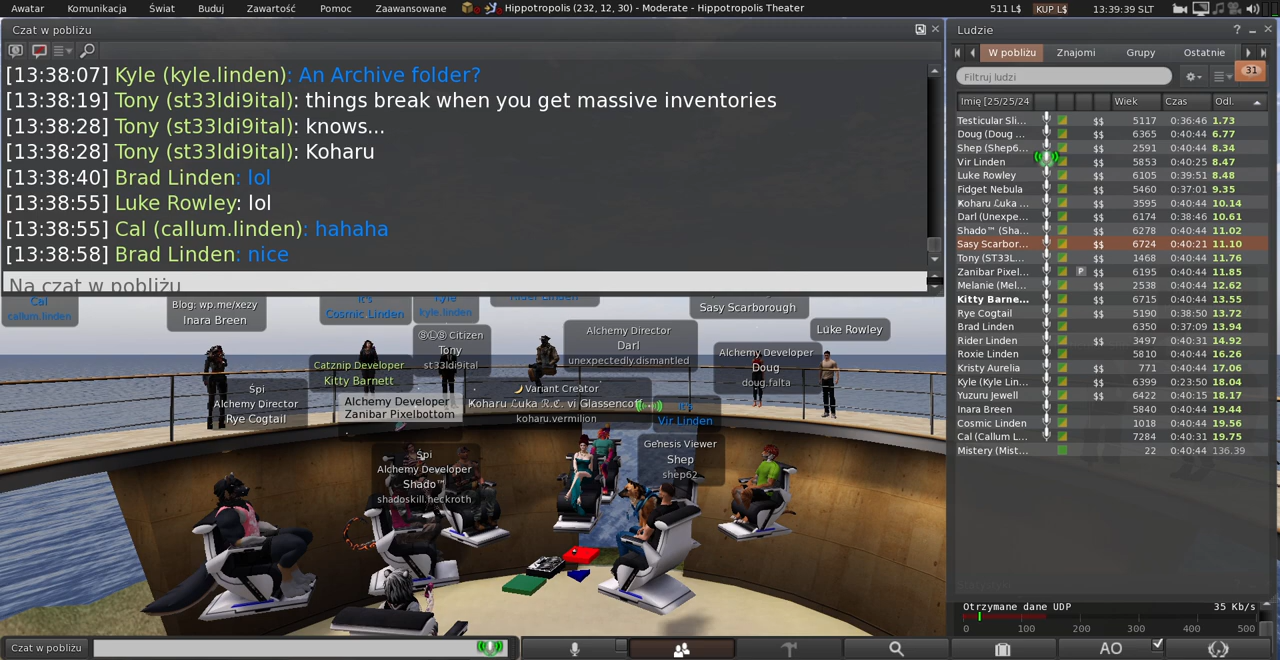 Awatar Komunikacja Świat Buduj Zawartość Pomoc Zaawansowane Hippotropolis (232, 12, 30) - Moderate - Hippotropolis Theater 511 L$ KUP L$ 13:39:39 SLT
Czat w pobliżu
[13:38:07] Kyle (kyle.linden): An Archive folder?
[13:38:19] Tony (st33ldi9ital): things break when you get massive inventories
[13:38:28] Tony (st33ldi9ital): knows...
[13:38:28] Tony (st33ldi9ital): Koharu
[13:38:40] Brad Linden: lol
[13:38:55] Luke Rowley: lol
[13:38:55] Cal (callum.linden): hahaha
[13:38:58] Brad Linden: nice
Na czat w pobliżu
Cal
callum.linden
Blog: wp.me/xezy
Inara Breen
It's
Cosmic Linden
Kyle
kyle.linden
Rider Linden
Sasy Scarborough
Luke Rowley
Citizen
Tony
st33ldi9ital
Alchemy Director
Darl
unexpectedly.dismantled
Alchemy Developer
Doug
doug.falta
Catznip Developer
Kitty Barnett
Śpi
Alchemy Director
Rye Cogtail
Alchemy Developer
Zanibar Pixelbottom
Variant Creator
Koharu Ɫuka ℛ.ℭ. vi Glassencoff
koharu.vermilion
It's
Vir Linden
Genesis Viewer
Shep
shep62
Śpi
Alchemy Developer
Shado™
shadoskill.heckroth
Czat w pobliżu
Ludzie
W pobliżu Znajomi Grupy Ostatnie
Filtruj ludzi
31
Imię [25/25/24 Wiek Czas Odl.
Testicular Sli... $$ 5117 0:36:46 1.73
Doug (Doug ... $$ 6365 0:40:44 6.77
Shep (Shep6... $$ 2591 0:40:44 8.34
Vir Linden $$ 5853 0:40:25 8.47
Luke Rowley $$ 6105 0:39:51 8.48
Fidget Nebula $$ 5460 0:37:01 9.35
Koharu Ɫuka ... $$ 3595 0:40:44 10.14
Darl (Unexpe... $$ 6174 0:38:46 10.61
Shado™ (Sha... $$ 6278 0:40:44 11.02
Sasy Scarbor... $$ 6724 0:40:21 11.10
Tony (ST33L... $$ 1468 0:40:44 11.76
Zanibar Pixel... P $$ 6195 0:40:44 11.85
Melanie (Mel... $$ 2538 0:40:44 12.62
Kitty Barne... $$ 6715 0:40:44 13.55
Rye Cogtail $$ 5190 0:38:50 13.72
Brad Linden 6350 0:37:09 13.94
Rider Linden $$ 3497 0:40:31 14.92
Roxie Linden 5810 0:40:44 16.26
Kristy Aurelia $$ 771 0:40:44 17.06
Kyle (Kyle Lin... $$ 6399 0:23:50 18.04
Yuzuru Jewell $$ 6422 0:40:15 18.17
Inara Breen 5840 0:40:44 19.44
Cosmic Linden 1018 0:40:44 19.56
Cal (Callum L... 7284 0:40:31 19.75
Mistery (Mist... 22 0:40:44 136.39
Otrzymane dane UDP 35 Kb/s
0 100 200 300 400 500
AO